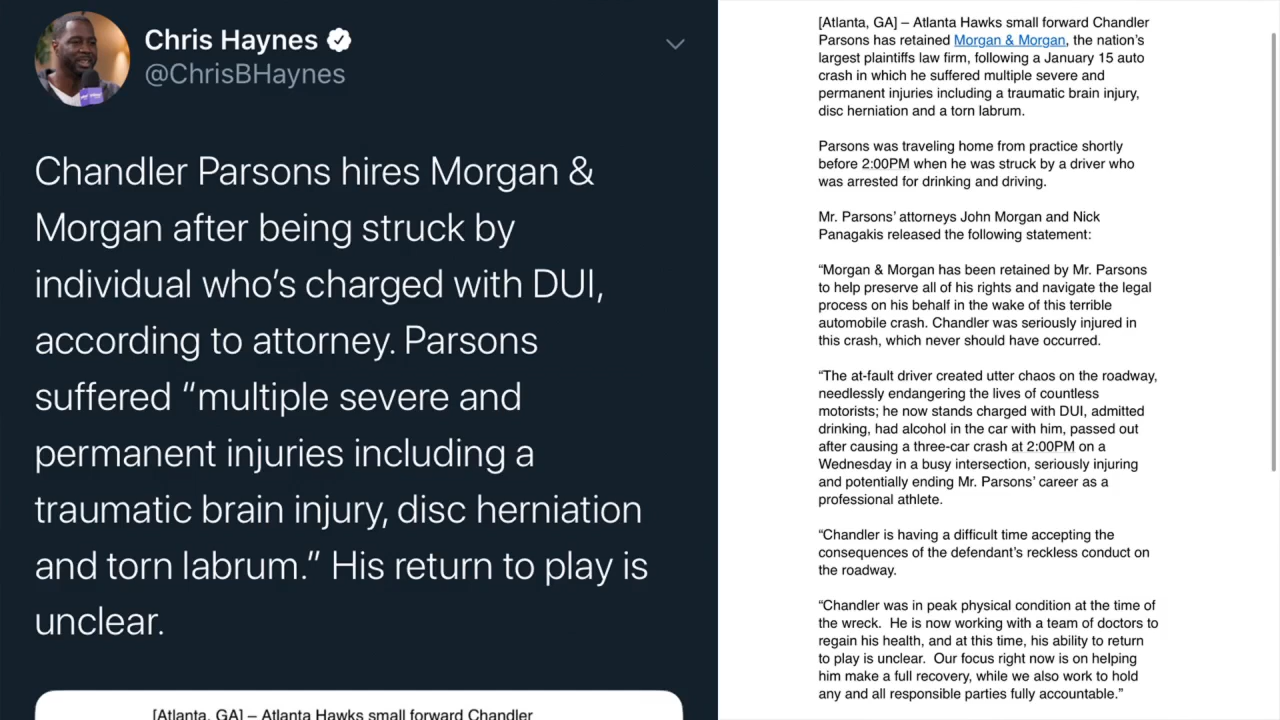 Chris Haynes
@ChrisBHaynes
Chandler Parsons hires Morgan &
Morgan after being struck by
individual who's charged with DUI,
according to attorney. Parsons
suffered “multiple severe and
permanent injuries including a
traumatic brain injury, disc herniation
and torn labrum.” His return to play is
unclear.
[Atlanta, GA] – Atlanta Hawks small forward Chandler
[Atlanta, GA] – Atlanta Hawks small forward Chandler
Parsons has retained Morgan & Morgan, the nation’s
largest plaintiffs law firm, following a January 15 auto
crash in which he suffered multiple severe and
permanent injuries including a traumatic brain injury,
disc herniation and a torn labrum.
Parsons was traveling home from practice shortly
before 2:00PM when he was struck by a driver who
was arrested for drinking and driving.
Mr. Parsons’ attorneys John Morgan and Nick
Panagakis released the following statement:
“Morgan & Morgan has been retained by Mr. Parsons
to help preserve all of his rights and navigate the legal
process on his behalf in the wake of this terrible
automobile crash. Chandler was seriously injured in
this crash, which never should have occurred.
“The at-fault driver created utter chaos on the roadway,
needlessly endangering the lives of countless
motorists; he now stands charged with DUI, admitted
drinking, had alcohol in the car with him, passed out
after causing a three-car crash at 2:00PM on a
Wednesday in a busy intersection, seriously injuring
and potentially ending Mr. Parsons’ career as a
professional athlete.
“Chandler is having a difficult time accepting the
consequences of the defendant’s reckless conduct on
the roadway.
“Chandler was in peak physical condition at the time of
the wreck.  He is now working with a team of doctors to
regain his health, and at this time, his ability to return
to play is unclear.  Our focus right now is on helping
him make a full recovery, while we also work to hold
any and all responsible parties fully accountable.”